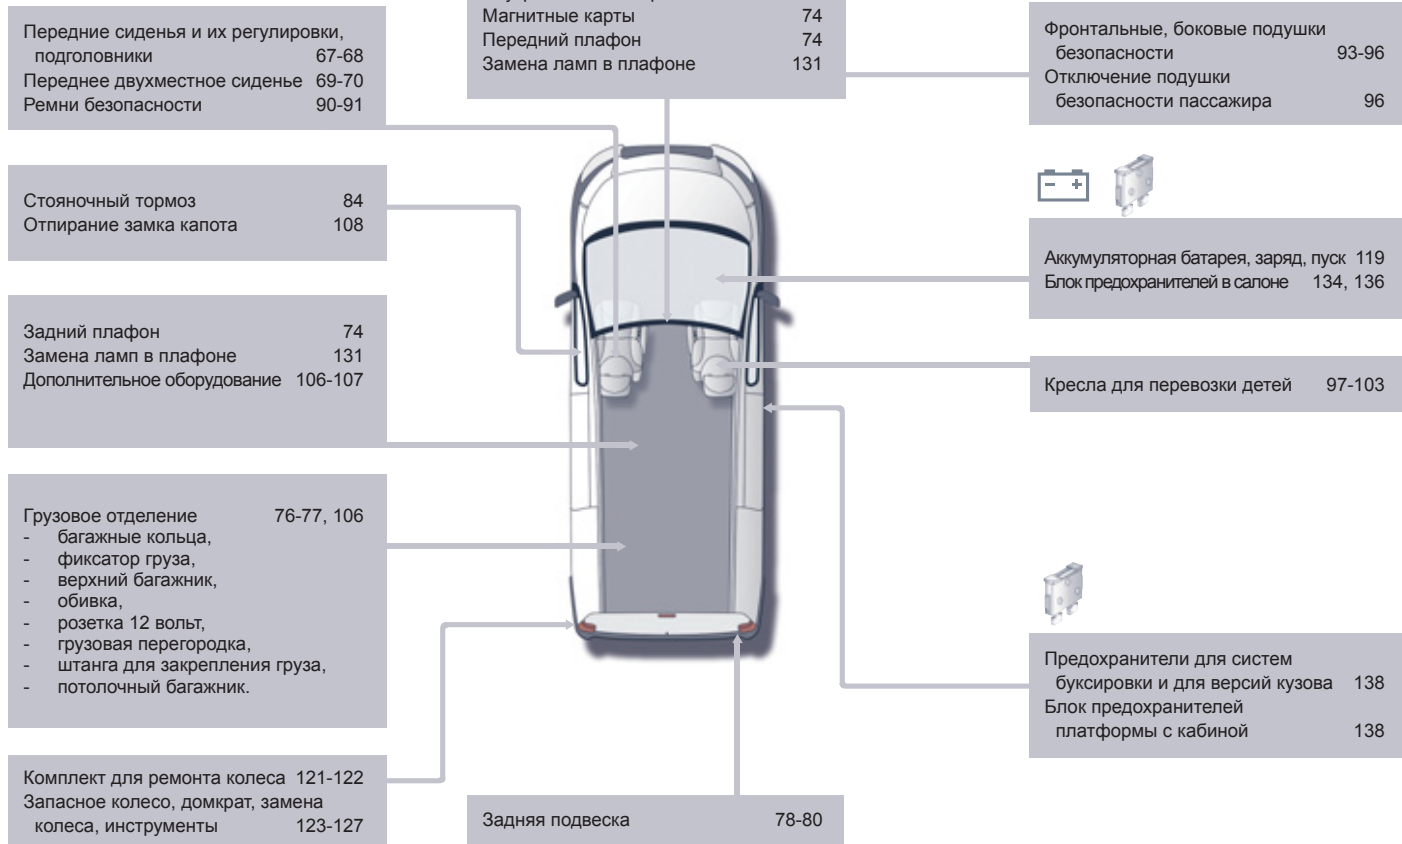 Передние сиденья и их регулировки,
подголовники 67-68
Переднее двухместное сиденье 69-70
Ремни безопасности 90-91
Стояночный тормоз 84
Отпирание замка капота 108
Задний плафон 74
Замена ламп в плафоне 131
Дополнительное оборудование 106-107
Грузовое отделение 76-77, 106
- багажные кольца,
- фиксатор груза,
- верхний багажник,
- обивка,
- розетка 12 вольт,
- грузовая перегородка,
- штанга для закрепления груза,
- потолочный багажник.
Комплект для ремонта колеса 121-122
Запасное колесо, домкрат, замена
колеса, инструменты 123-127
Магнитные карты 74
Передний плафон 74
Замена ламп в плафоне 131
Задняя подвеска 78-80
Фронтальные, боковые подушки
безопасности 93-96
Отключение подушки
безопасности пассажира 96
Аккумуляторная батарея, заряд, пуск 119
Блок предохранителей в салоне 134, 136
Кресла для перевозки детей 97-103
Предохранители для систем
буксировки и для версий кузова 138
Блок предохранителей
платформы с кабиной 138